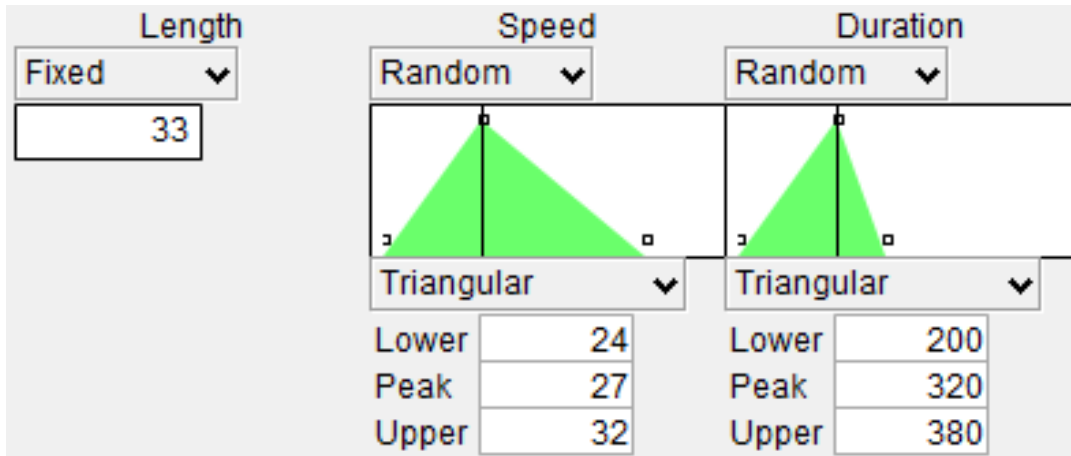 Length Speed Duration
Fixed Random Random
33
Triangular Triangular
Lower 24 Lower 200
Peak 27 Peak 320
Upper 32 Upper 380